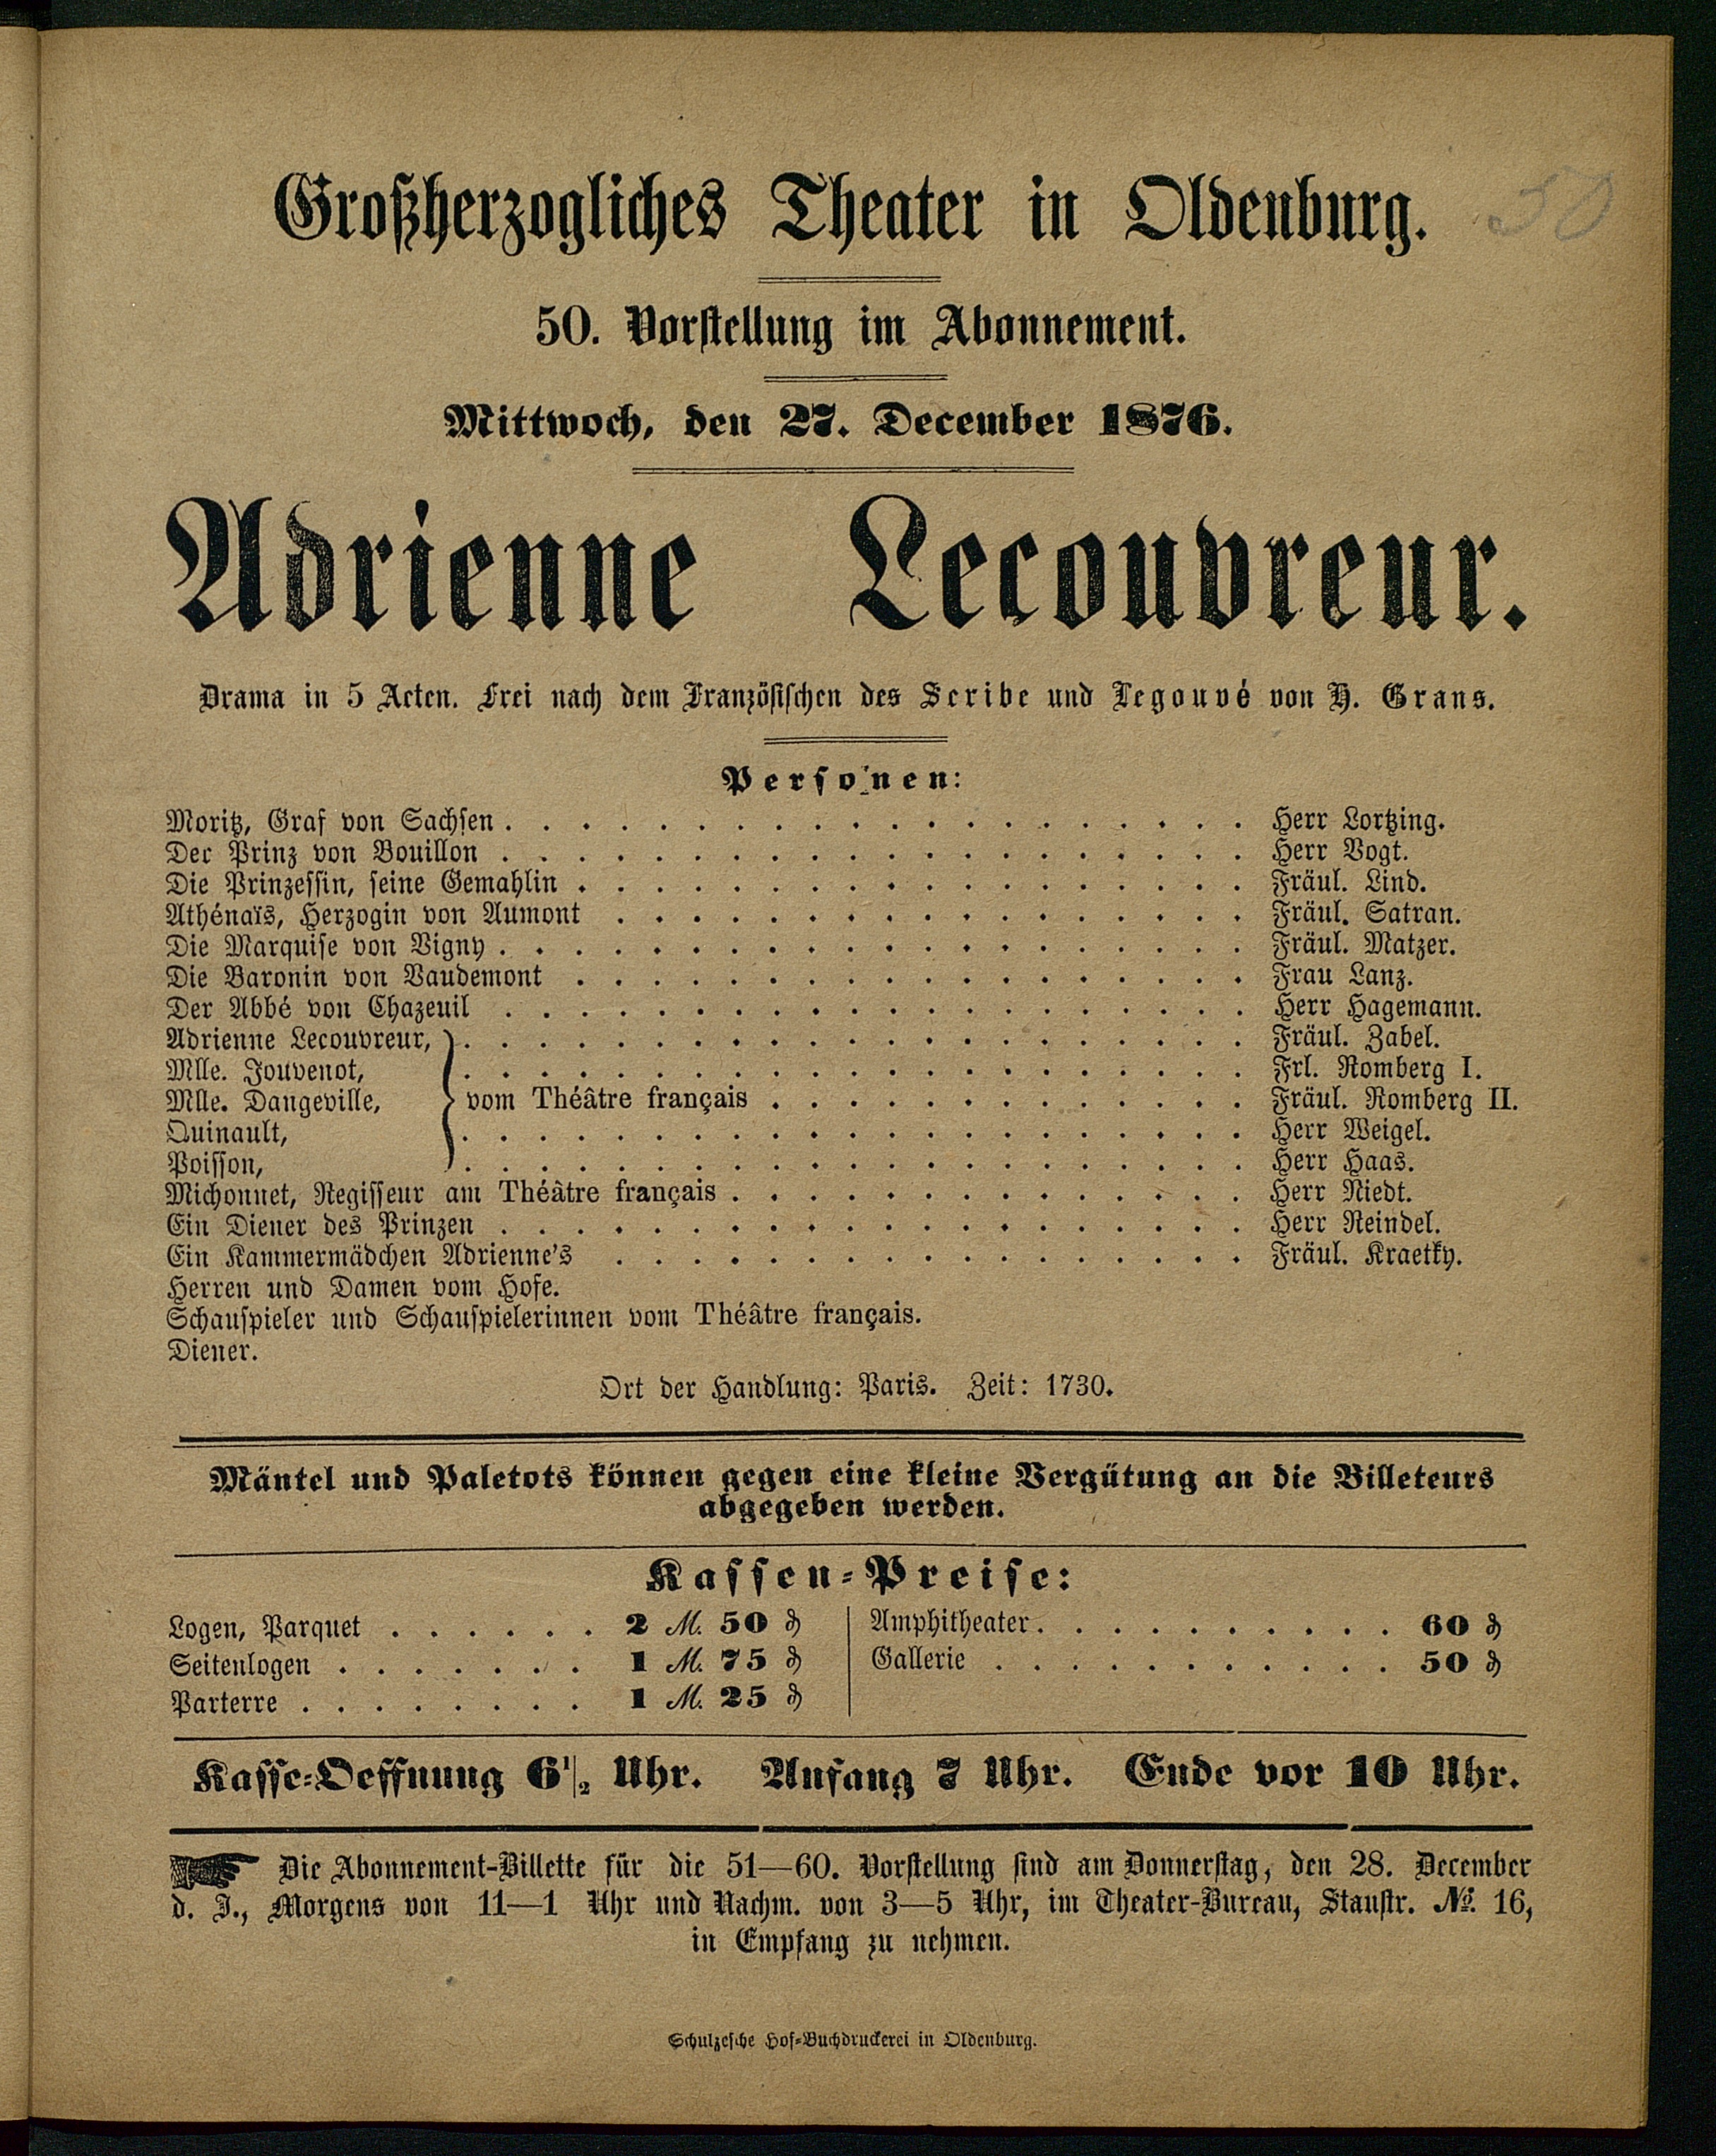 Großherzogliches Theater in Oldenburg.
50
50. Vorstellung im Abonnement.
Mittwoch, den 27. December 1876.
Adrienne Lecouvreur.
Drama in 5 Acten. Frei nach dem Französischen des Scribe und Legouvé von H. Grans.
Personen:
Moritz, Graf von Sachsen . . . . . . . . . . . . . . . . . . . . Herr Lortzing.
Der Prinz von Bouillon . . . . . . . . . . . . . . . . . . . . Herr Vogt.
Die Prinzessin, seine Gemahlin . . . . . . . . . . . . . . . . . . Fräul. Lind.
Athénaïs, Herzogin von Aumont . . . . . . . . . . . . . . . . . Fräul. Satran.
Die Marquise von Vigny . . . . . . . . . . . . . . . . . . . . Fräul. Matzer.
Die Baronin von Vaudemont . . . . . . . . . . . . . . . . . . Frau Lanz.
Der Abbé von Chazeuil . . . . . . . . . . . . . . . . . . . . Herr Hagemann.
Adrienne Lecouvreur, . . . . . . . . . . . . . . . . . . . . . Fräul. Zabel.
Mlle. Jouvenot, . . . . . . . . . . . . . . . . . . . . . Frl. Romberg I.
Mlle. Dangeville, } vom Théâtre français . . . . . . . . . . . . . Fräul. Romberg II.
Quinault, . . . . . . . . . . . . . . . . . . . . . Herr Weigel.
Poisson, . . . . . . . . . . . . . . . . . . . . . Herr Haas.
Michonnet, Regisseur am Théâtre français . . . . . . . . . . . . . . Herr Niedt.
Ein Diener des Prinzen . . . . . . . . . . . . . . . . . . . . Herr Reindel.
Ein Kammermädchen Adrienne's . . . . . . . . . . . . . . . . . Fräul. Kraetky.
Herren und Damen vom Hofe.
Schauspieler und Schauspielerinnen vom Théâtre français.
Diener.
Ort der Handlung: Paris. Zeit: 1730.
Mäntel und Paletots können gegen eine kleine Vergütung an die Billeteurs
abgegeben werden.
Kassen-Preise:
Logen, Parquet . . . . . . 2 M. 50 ₰
Seitenlogen . . . . . . . 1 M. 75 ₰
Parterre . . . . . . . . 1 M. 25 ₰
Amphitheater . . . . . . . . . . 60 ₰
Gallerie . . . . . . . . . . . 50 ₰
Kasse-Oeffnung 6 1/2 Uhr. Anfang 7 Uhr. Ende vor 10 Uhr.
☛ Die Abonnement-Billette für die 51—60. Vorstellung sind am Donnerstag, den 28. December
d. J., Morgens von 11—1 Uhr und Nachm. von 3—5 Uhr, im Theater-Bureau, Staustr. № 16,
in Empfang zu nehmen.
Schulzesche Hof-Buchdruckerei in Oldenburg.